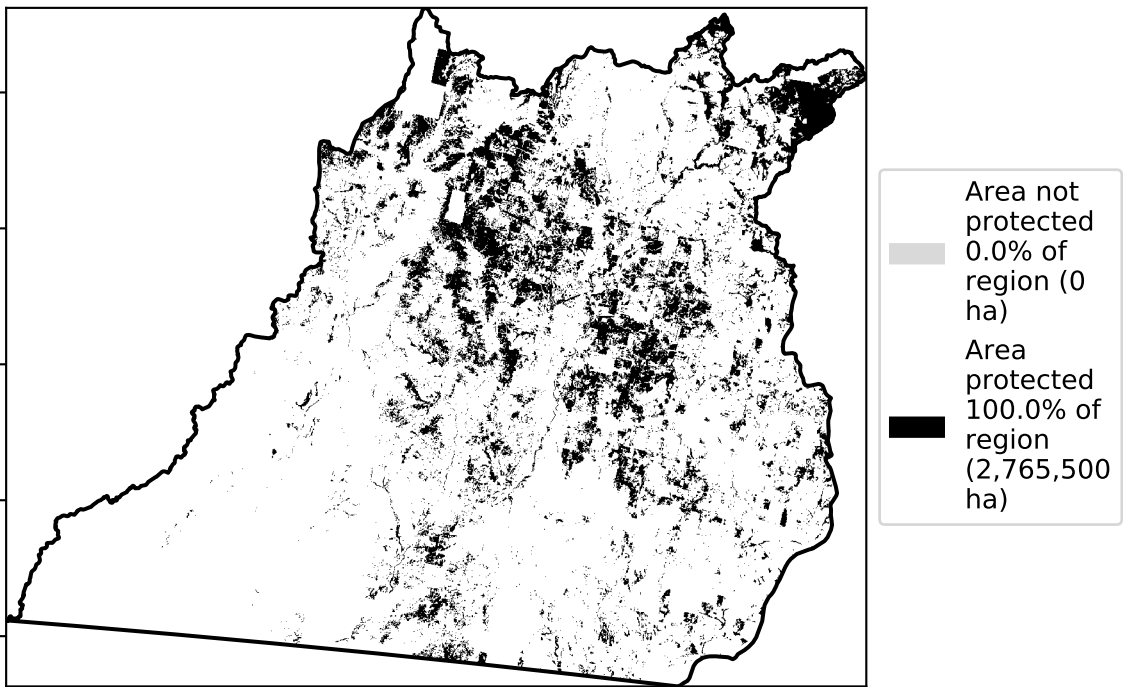 Area not
protected
0.0% of
region (0
ha)
Area
protected
100.0% of
region
(2,765,500
ha)